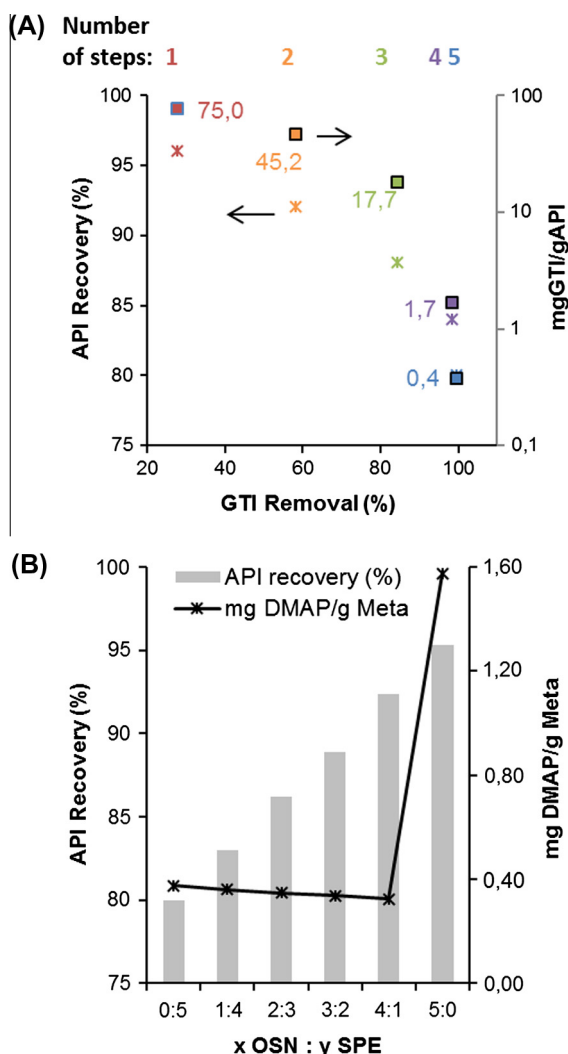 (A) Number
of steps: 1 2 3 4 5
API Recovery (%)
100
95
90
85
80
75
75,0
45,2
17,7
1,7
0,4
100
10
1
0,1
mgGTI/gAPI
20 40 60 80 100
GTI Removal (%)
(B)
API recovery (%)
mg DMAP/g Meta
API Recovery (%)
100
95
90
85
80
75
1,60
1,20
0,80
0,40
0,00
mg DMAP/g Meta
0:5 1:4 2:3 3:2 4:1 5:0
x OSN : y SPE